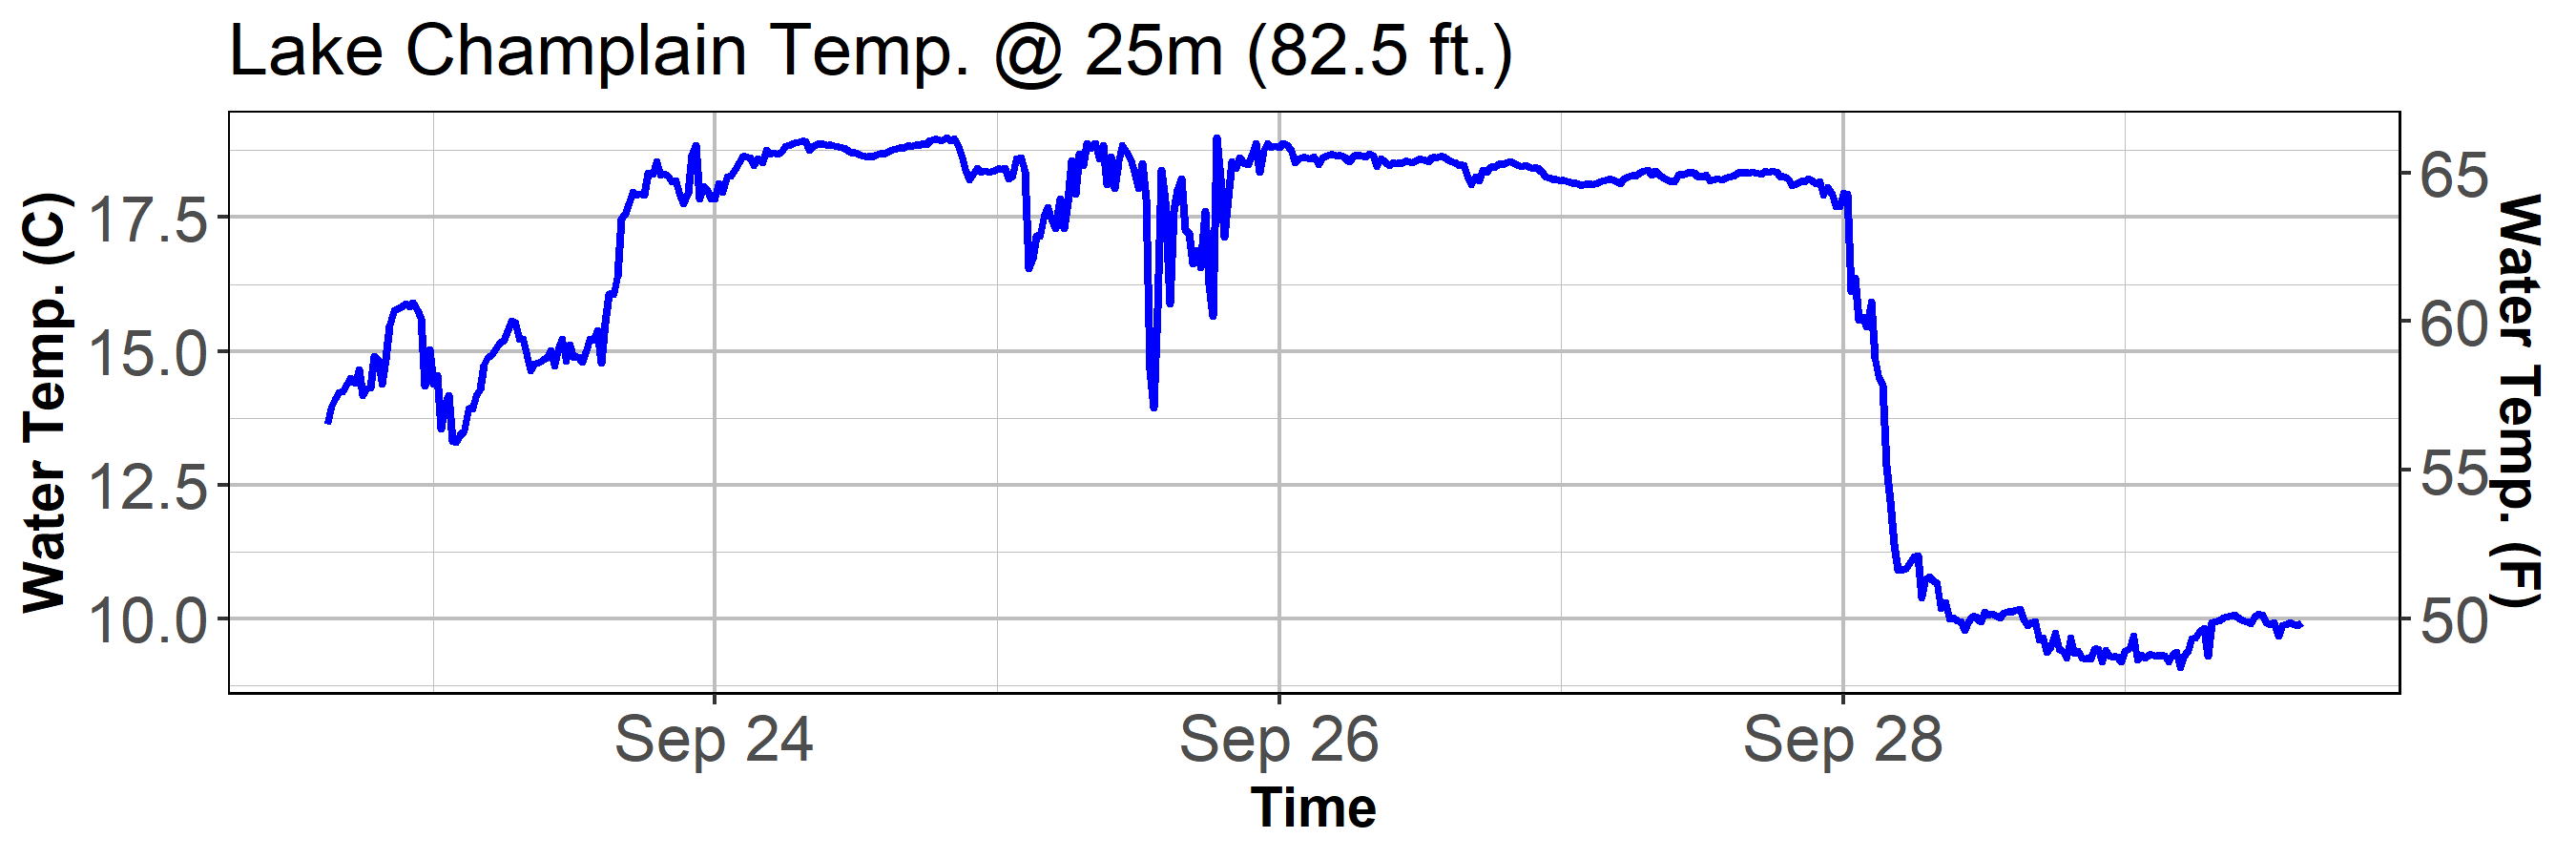 Lake Champlain Temp. @ 25m (82.5 ft.)
Water Temp. (C)
17.5
15.0
12.5
10.0
65
60
55
50
Water Temp. (F)
Sep 24
Sep 26
Sep 28
Time